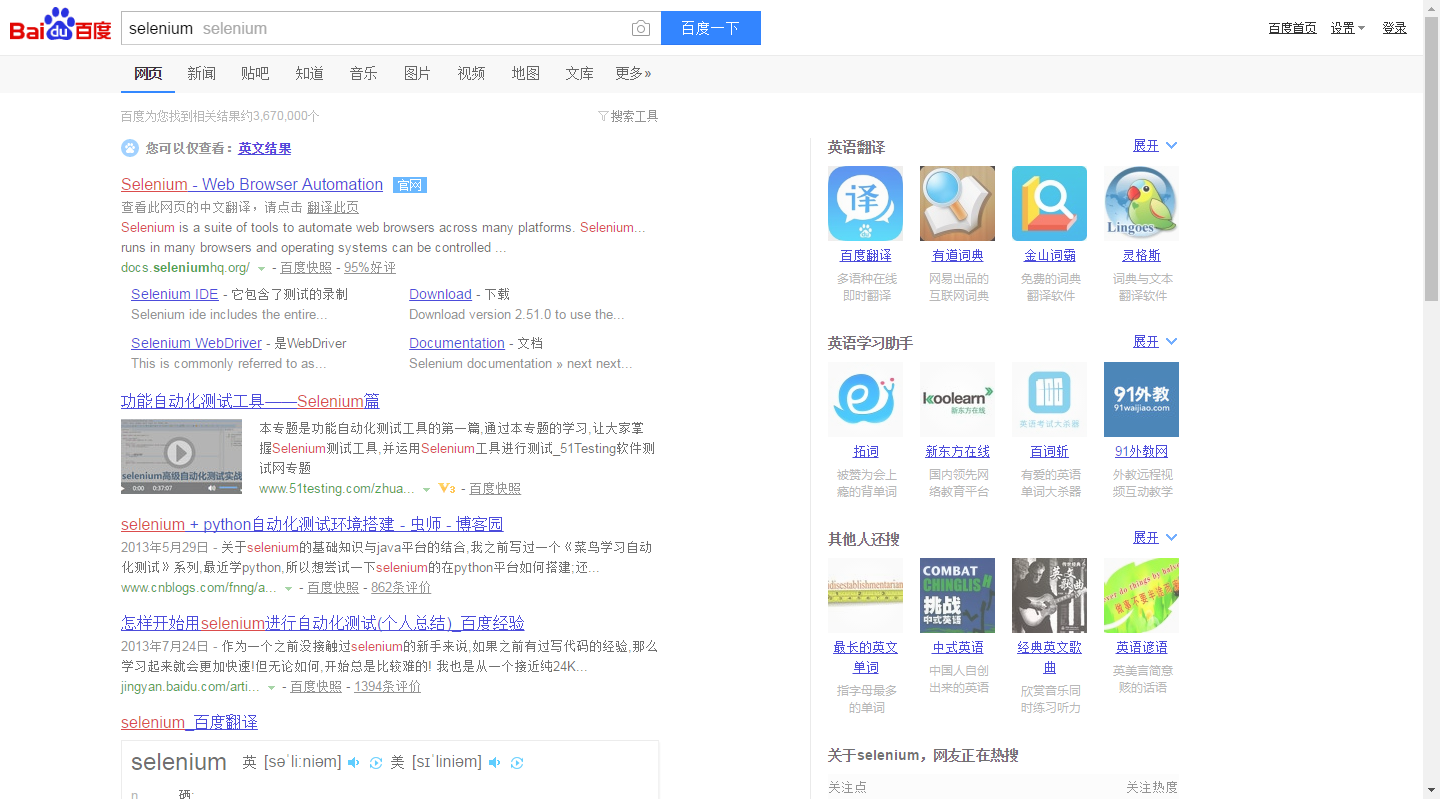 Baidu百度
selenium selenium
百度一下
百度首页 设置 登录
网页 新闻 贴吧 知道 音乐 图片 视频 地图 文库 更多»
百度为您找到相关结果约3,670,000个
搜索工具
您可以仅查看：英文结果
Selenium - Web Browser Automation 官网
查看此网页的中文翻译，请点击 翻译此页
Selenium is a suite of tools to automate web browsers across many platforms. Selenium...
runs in many browsers and operating systems can be controlled ...
docs.seleniumhq.org/ - 百度快照 - 95%好评
Selenium IDE - 它包含了测试的录制
Selenium ide includes the entire...
Download - 下载
Download version 2.51.0 to use the...
Selenium WebDriver - 是WebDriver
This is commonly referred to as...
Documentation - 文档
Selenium documentation » next next...
功能自动化测试工具——Selenium篇
selenium高级自动化测试实战
0:00 0:37:07
本专题是功能自动化测试工具的第一篇,通过本专题的学习,让大家掌
握Selenium测试工具,并运用Selenium工具进行测试_51Testing软件测
试网专题
www.51testing.com/zhua... V3 - 百度快照
selenium + python自动化测试环境搭建 - 虫师 - 博客园
2013年5月29日 - 关于selenium的基础知识与java平台的结合,我之前写过一个《菜鸟学习自动
化测试》系列,最近学python,所以想尝试一下selenium的在python平台如何搭建;还...
www.cnblogs.com/fnng/a... - 百度快照 - 862条评价
怎样开始用selenium进行自动化测试(个人总结)_百度经验
2013年7月24日 - 作为一个之前没接触过selenium的新手来说,如果之前有过写代码的经验,那么
学习起来就会更加快速!但无论如何,开始总是比较难的! 我也是从一个接近纯24K...
jingyan.baidu.com/arti... - 百度快照 - 1394条评价
selenium_百度翻译
selenium 英 [səˈliːniəm] 美 [sɪˈliniəm]
n. 硒;
英语翻译 展开
译
Lingoes
百度翻译 有道词典 金山词霸 灵格斯
多语种在线 网易出品的 免费的词典 词典与文本
即时翻译 互联网词典 翻译软件 翻译软件
英语学习助手 展开
koolearn
新东方在线
英语考试大杀器
91外教
91waijiao.com
拓词 新东方在线 百词斩 91外教网
被赞为会上 国内领先网 有爱的英语 外教远程视
瘾的背单词 络教育平台 单词大杀器 频互动教学
其他人还搜 展开
idisestablishmentarian
COMBAT
CHINGLISH
挑战
中式英语
英文歌曲
ver do things by halve
做事不要半途而废
最长的英文 中式英语 经典英文歌 英语谚语
单词 曲
中国人自创 英美言简意
出来的英语 赅的话语
指字母最多 欣赏音乐同
的单词 时练习听力
关于selenium，网友正在热搜
关注点 关注热度